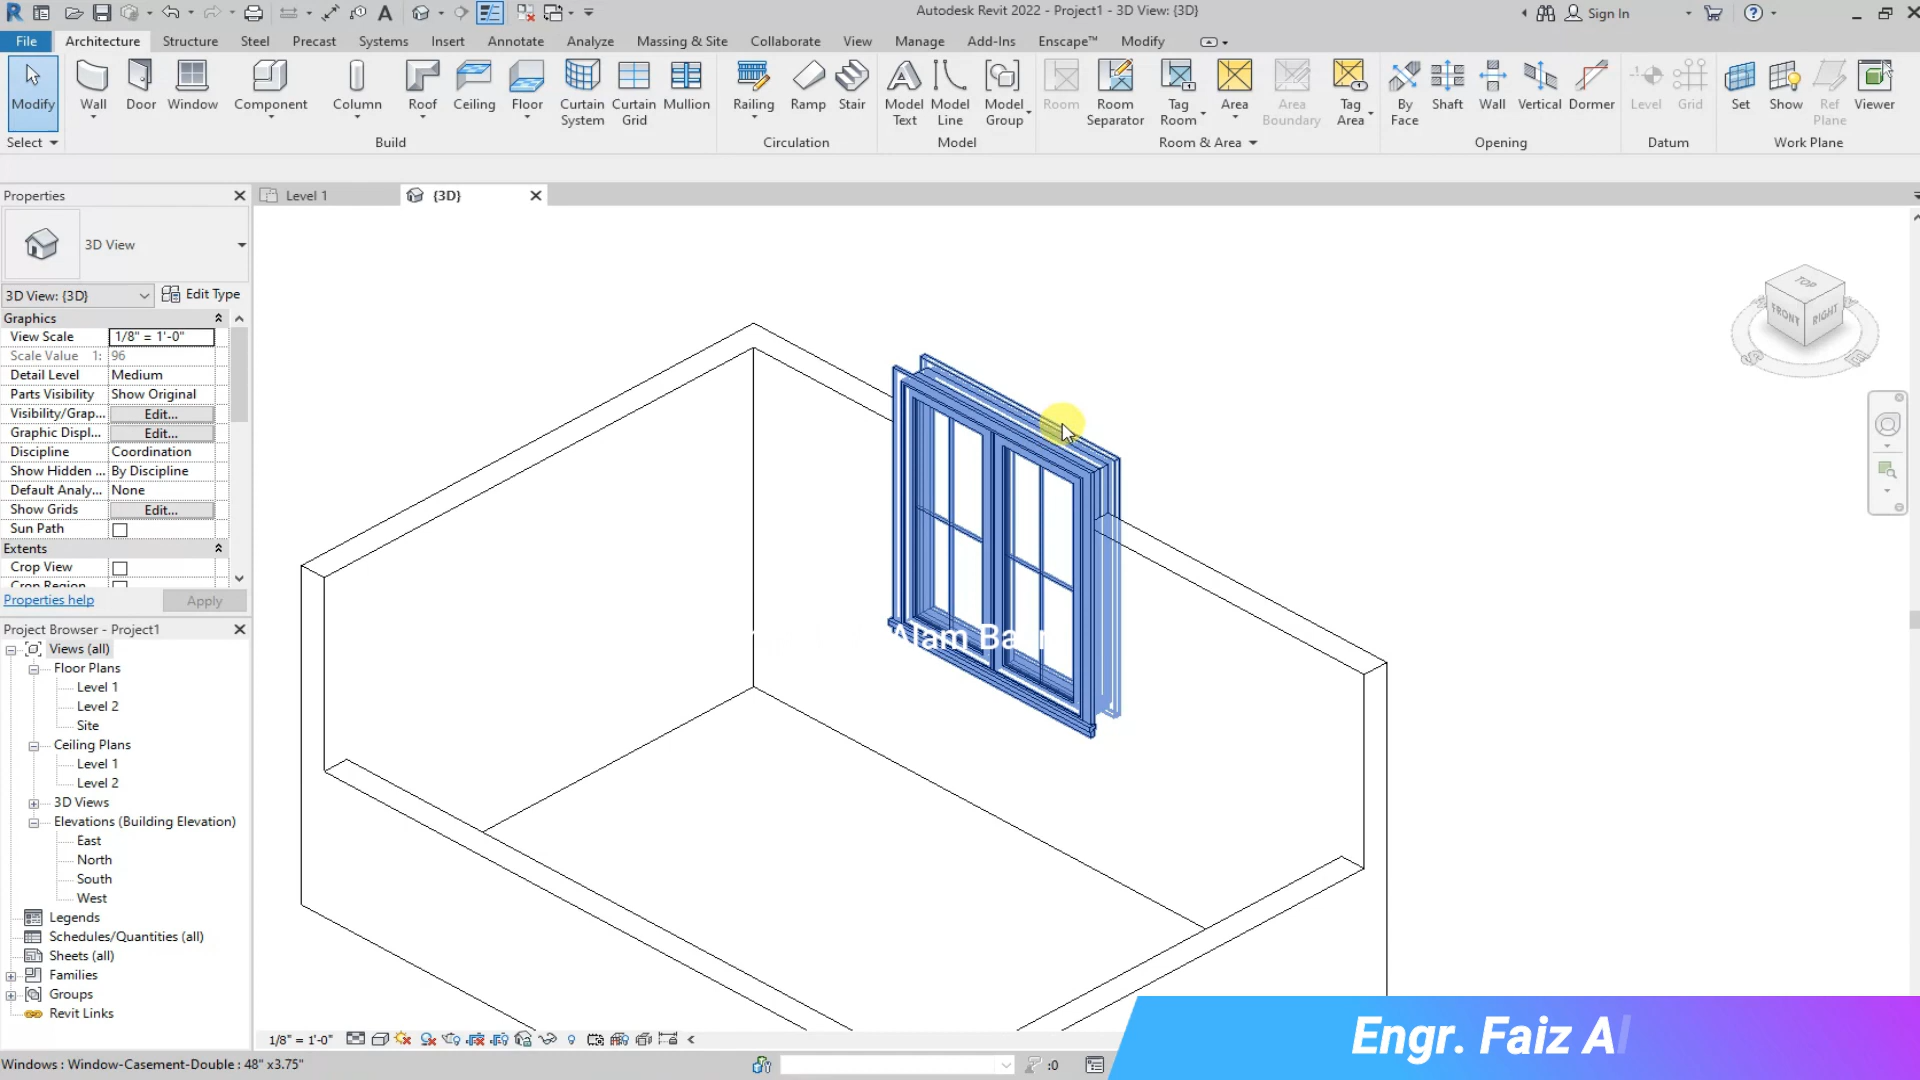 Autodesk Revit 2022 - Project1 - 3D View: {3D}
Sign In
File Architecture Structure Steel Precast Systems Insert Annotate Analyze Massing & Site Collaborate View Manage Add-Ins Enscape™ Modify
Modify Wall Door Window Component Column Roof Ceiling Floor Curtain System Curtain Grid Mullion Railing Ramp Stair Model Text Model Line Model Group Room Room Separator Tag Room Area Area Boundary Tag Area By Face Shaft Wall Vertical Dormer Level Grid Set Show Ref Plane Viewer
Select Build Circulation Model Room & Area Opening Datum Work Plane
Properties
Level 1
{3D}
3D View
3D View: {3D}
Edit Type
Graphics
View Scale 1/8" = 1'-0"
Scale Value 1: 96
Detail Level Medium
Parts Visibility Show Original
Visibility/Grap... Edit...
Graphic Displ... Edit...
Discipline Coordination
Show Hidden ... By Discipline
Default Analy... None
Show Grids Edit...
Sun Path
Extents
Crop View
Crop Region
Properties help Apply
Project Browser - Project1
Views (all)
Floor Plans
Level 1
Level 2
Site
Ceiling Plans
Level 1
Level 2
3D Views
Elevations (Building Elevation)
East
North
South
West
Legends
Schedules/Quantities (all)
Sheets (all)
Families
Groups
Revit Links
TOP
FRONT
RIGHT
S
E
Alam
1/8" = 1'-0"
Windows : Window-Casement-Double : 48" x3.75"
:0
Engr. Faiz Al